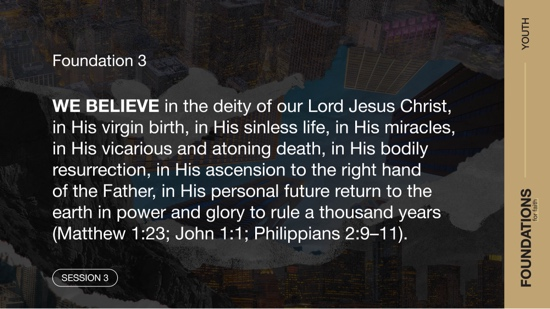 Foundation 3
WE BELIEVE in the deity of our Lord Jesus Christ,
in His virgin birth, in His sinless life, in His miracles,
in His vicarious and atoning death, in His bodily
resurrection, in His ascension to the right hand
of the Father, in His personal future return to the
earth in power and glory to rule a thousand years
(Matthew 1:23; John 1:1; Philippians 2:9–11).
SESSION 3
YOUTH
FOUNDATIONS
for faith